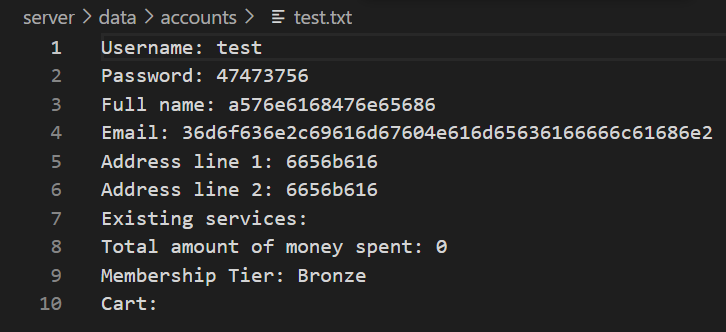 server > data > accounts > test.txt
1 Username: test
2 Password: 47473756
3 Full name: a576e6168476e65686
4 Email: 36d6f636e2c69616d67604e616d65636166666c61686e2
5 Address line 1: 6656b616
6 Address line 2: 6656b616
7 Existing services:
8 Total amount of money spent: 0
9 Membership Tier: Bronze
10 Cart: